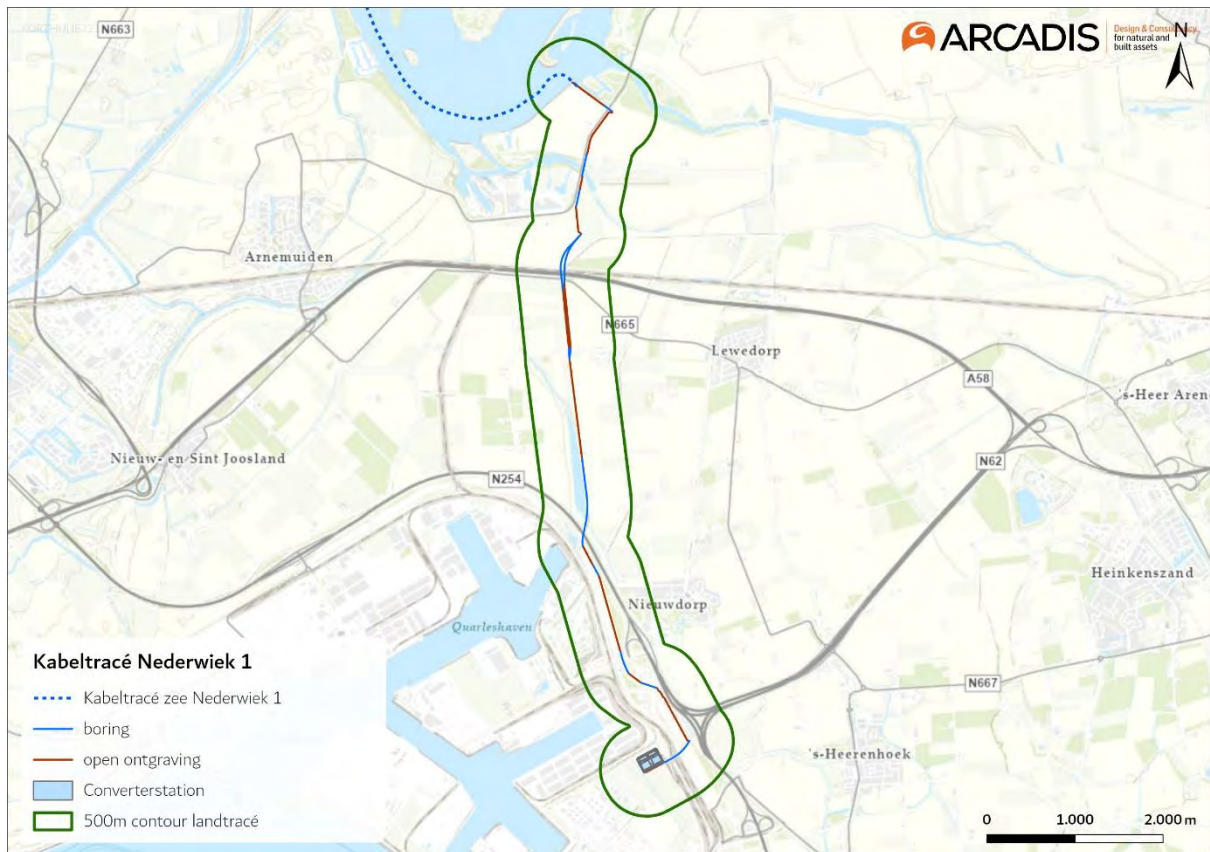 N663
ARCADIS
Design & Consultancy
for natural and
built assets
N
Arnemuiden
N665
Lewedorp
A58
's-Heer Aren
Nieuw- en Sint Joosland
N254
N62
Heinkenszand
Nieuwdorp
Quarleshaven
N667
's-Heerenhoek
Kabeltracé Nederwiek 1
Kabeltracé zee Nederwiek 1
boring
open ontgraving
Converterstation
500m contour landtracé
0 1.000 2.000 m